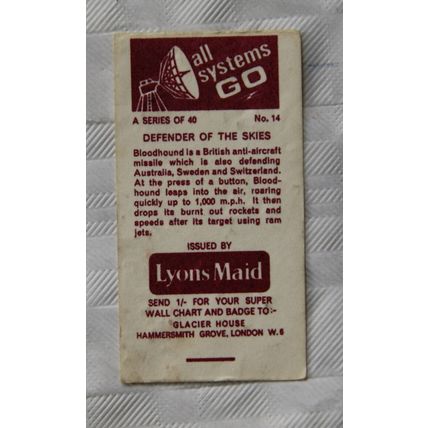 all
systems
GO
A SERIES OF 40 No. 14
DEFENDER OF THE SKIES
Bloodhound is a British anti-aircraft
missile which is also defending
Australia, Sweden and Switzerland.
At the press of a button, Blood-
hound leaps into the air, roaring
quickly up to 1,000 m.p.h. It then
drops its burnt out rockets and
speeds after its target using ram
jets.
ISSUED BY
Lyons Maid
SEND 1/- FOR YOUR SUPER
WALL CHART AND BADGE TO:-
GLACIER HOUSE
HAMMERSMITH GROVE, LONDON W.6